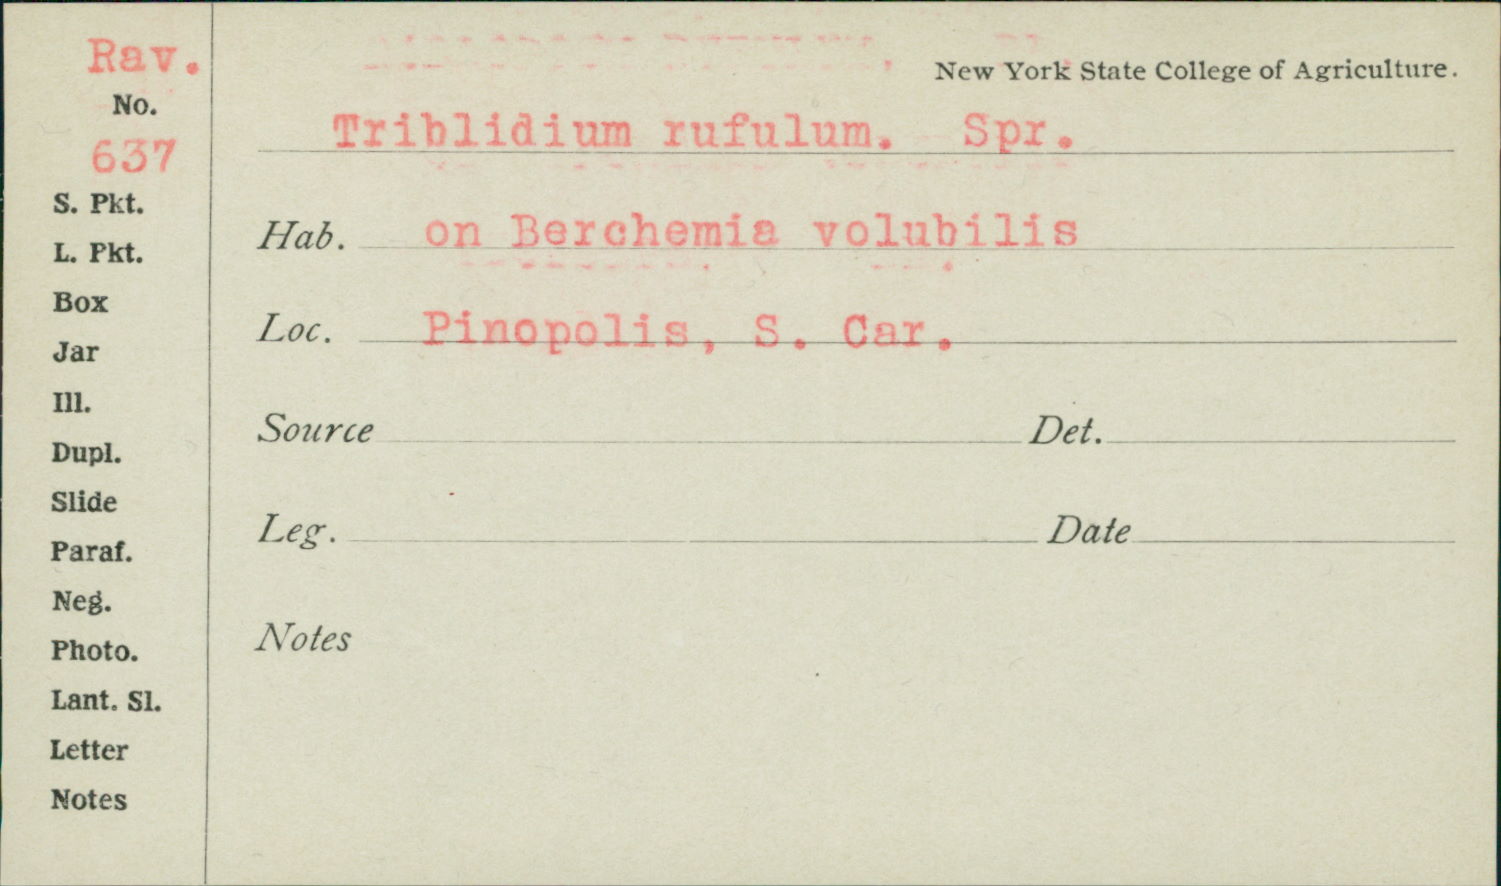 Rav.
No.
637
S. Pkt.
L. Pkt.
Box
Jar
Ill.
Dupl.
Slide
Paraf.
Neg.
Photo.
Lant. Sl.
Letter
Notes
New York State College of Agriculture.
Triblidium rufulum. Spr.
Hab. on Berchemia volubilis
Loc. Pinopolis, S. Car.
Source Det.
Leg. Date
Notes